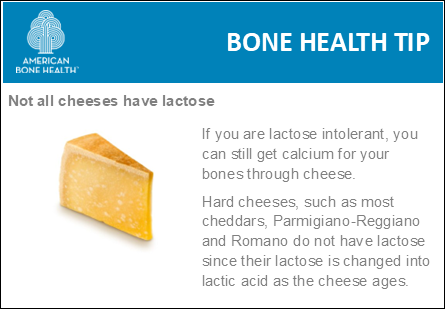 AMERICAN
BONE HEALTH™
BONE HEALTH TIP
Not all cheeses have lactose
If you are lactose intolerant, you
can still get calcium for your
bones through cheese.
Hard cheeses, such as most
cheddars, Parmigiano-Reggiano
and Romano do not have lactose
since their lactose is changed into
lactic acid as the cheese ages.